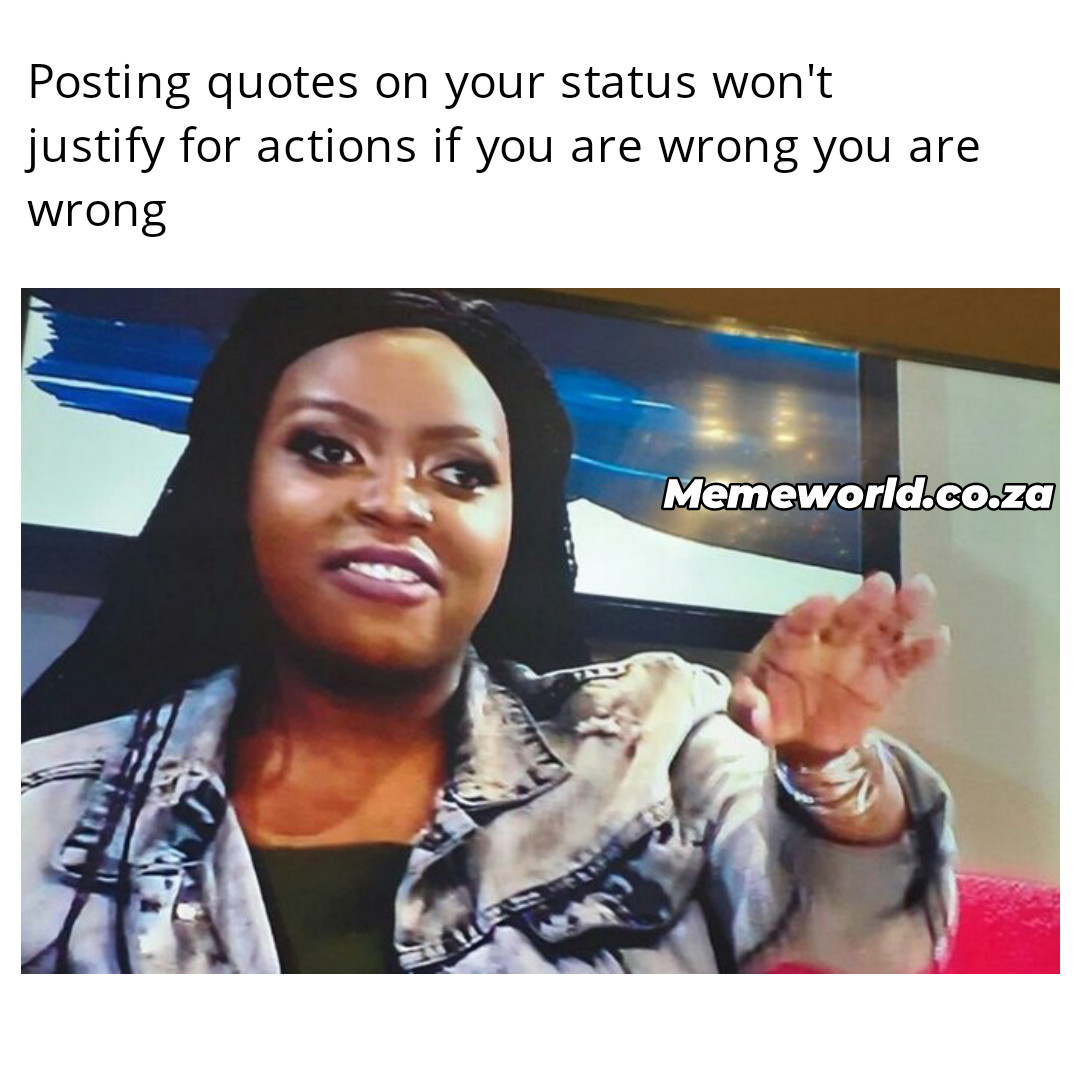 Posting quotes on your status won't
justify for actions if you are wrong you are
wrong
Memeworld.co.za